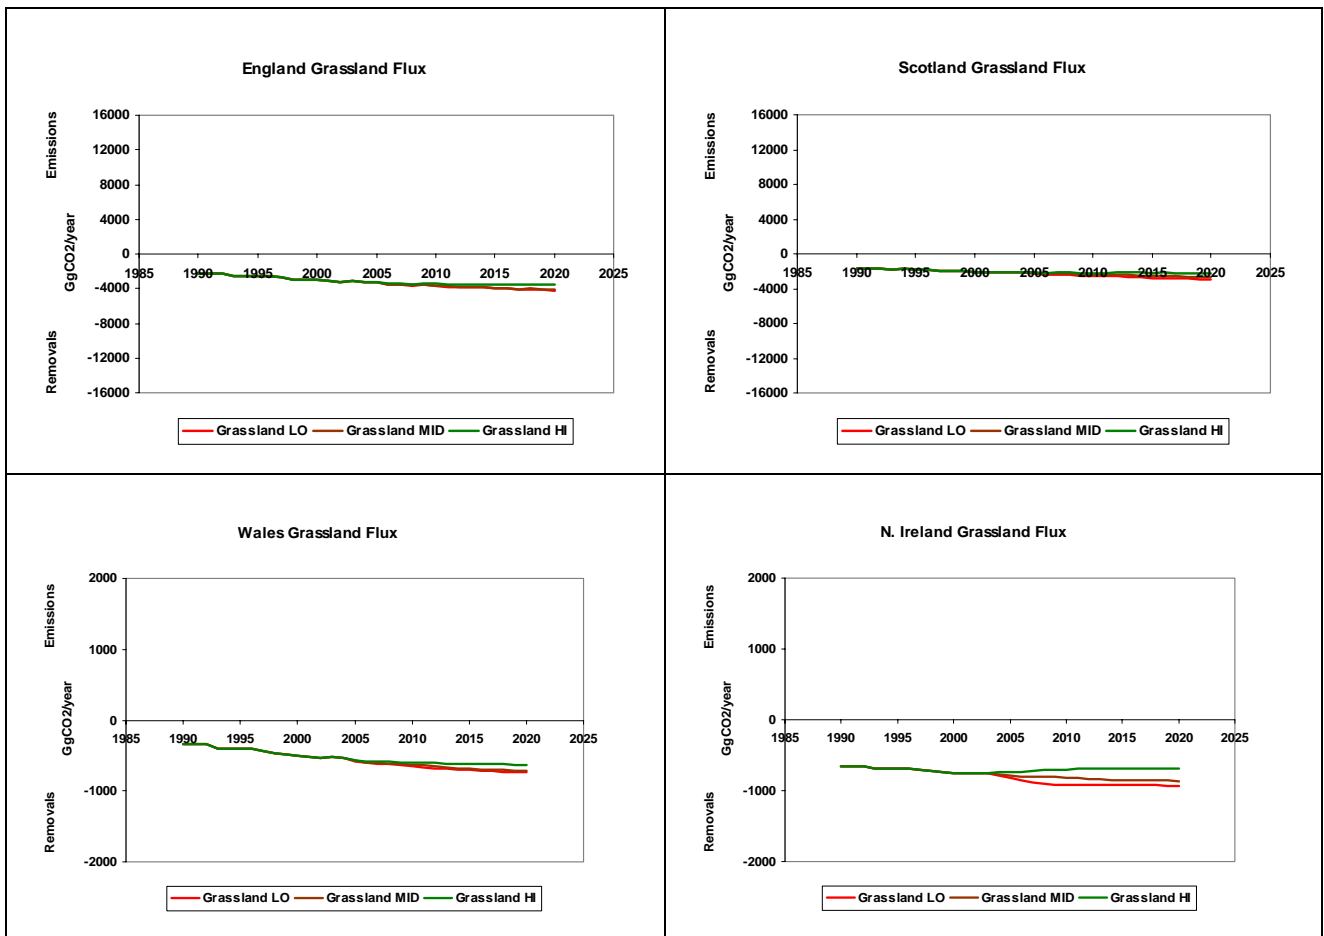 England Grassland Flux
Emissions
GgCO2/year
Removals
16000
12000
8000
4000
0
-4000
-8000
-12000
-16000
1985 1990 1995 2000 2005 2010 2015 2020 2025
Grassland LO Grassland MID Grassland HI
Scotland Grassland Flux
Emissions
GgCO2/year
Removals
16000
12000
8000
4000
0
-4000
-8000
-12000
-16000
1985 1990 1995 2000 2005 2010 2015 2020 2025
Grassland LO Grassland MID Grassland HI
Wales Grassland Flux
Emissions
GgCO2/year
Removals
2000
1000
0
-1000
-2000
1985 1990 1995 2000 2005 2010 2015 2020 2025
Grassland LO Grassland MID Grassland HI
N. Ireland Grassland Flux
Emissions
GgCO2/year
Removals
2000
1000
0
-1000
-2000
1985 1990 1995 2000 2005 2010 2015 2020 2025
Grassland LO Grassland MID Grassland HI